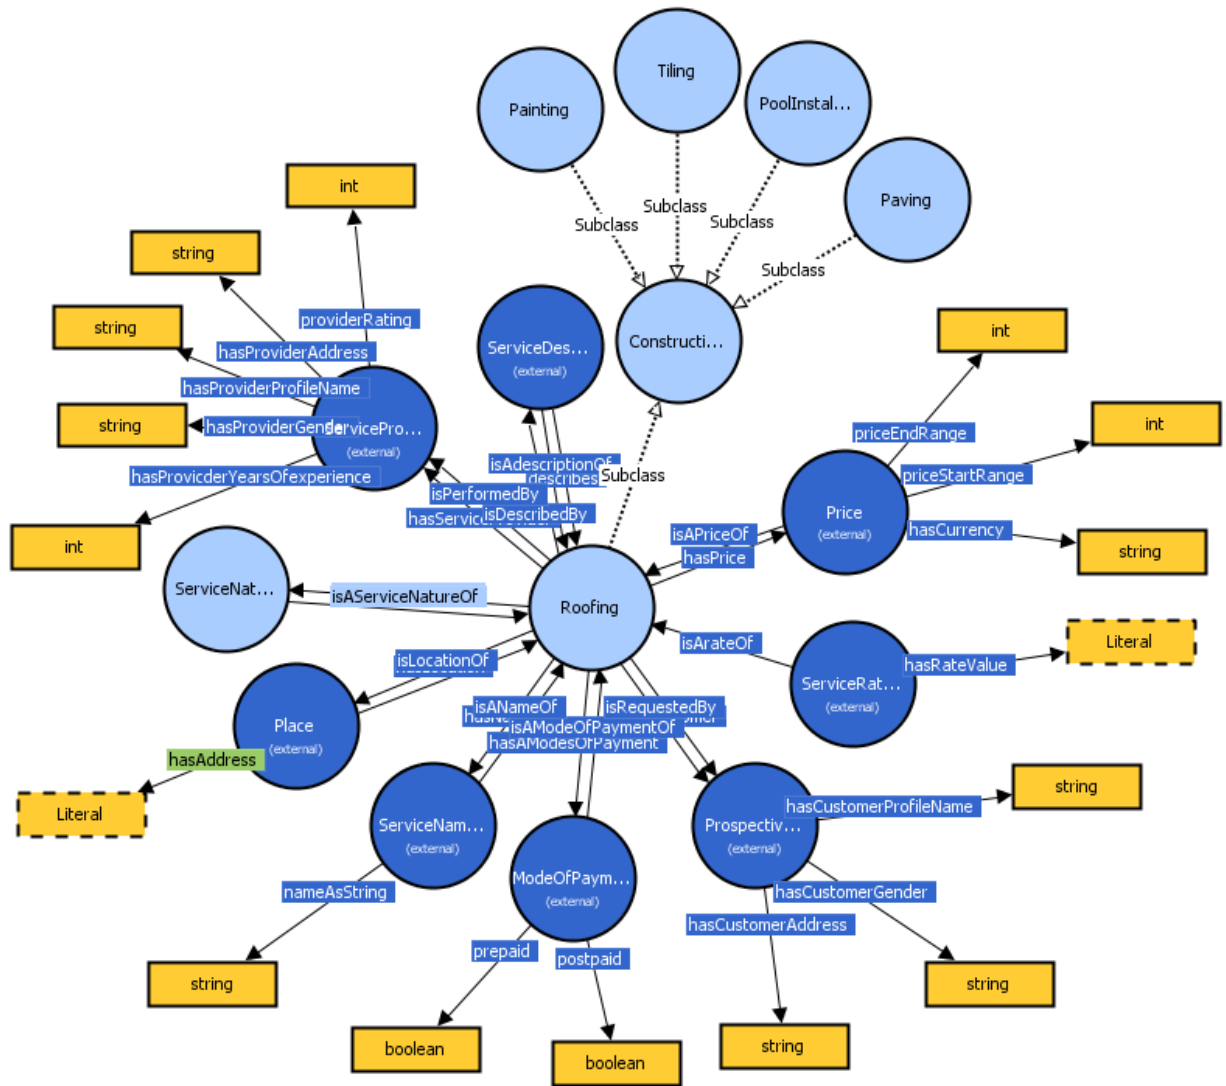 Tiling
Painting
PoolInstal...
Paving
int
Subclass
Subclass
Subclass
Subclass
string
string
string
int
providerRating
hasProviderAddress
hasProviderProfileName
hasProviderGender
hasProvicderYearsOfexperience
ServicePro...
(external)
ServiceDes...
(external)
Constructi...
Subclass
isAdescriptionOf
describes
isPerformedBy
isDescribedBy
int
int
string
priceEndRange
priceStartRange
hasCurrency
Price
(external)
isAPriceOf
hasPrice
ServiceNat...
isAServiceNatureOf
Roofing
isArateOf
ServiceRat...
(external)
hasRateValue
Literal
isLocationOf
Place
(external)
hasAddress
Literal
isANameOf
isRequestedBy
isAModeOfPaymentOf
hasAModesOfPayment
ServiceNam...
(external)
nameAsString
string
ModeOfPaym...
(external)
prepaid
postpaid
boolean
boolean
Prospectiv...
(external)
hasCustomerProfileName
hasCustomerGender
hasCustomerAddress
string
string
string